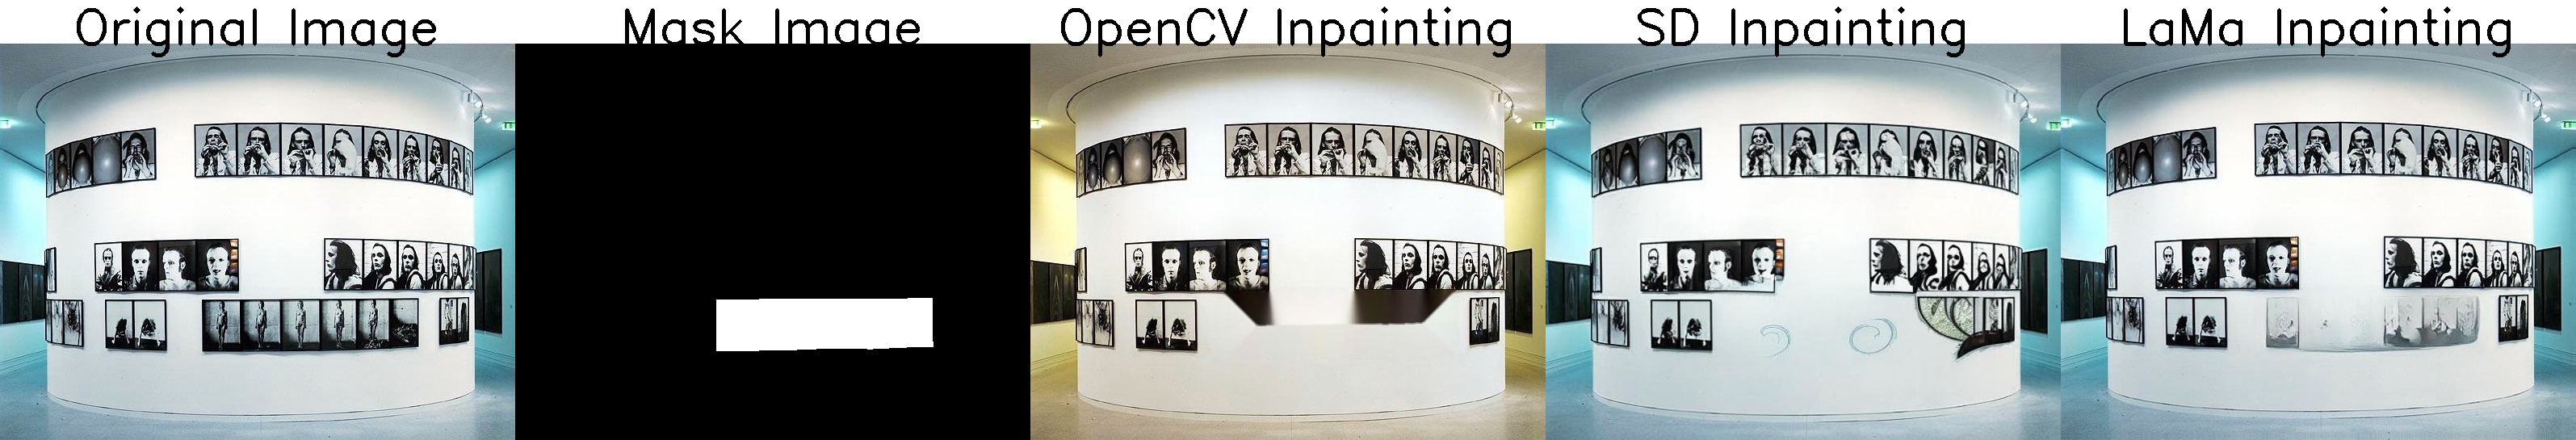 Original Image
Mask Image
OpenCV Inpainting
SD Inpainting
LaMa Inpainting